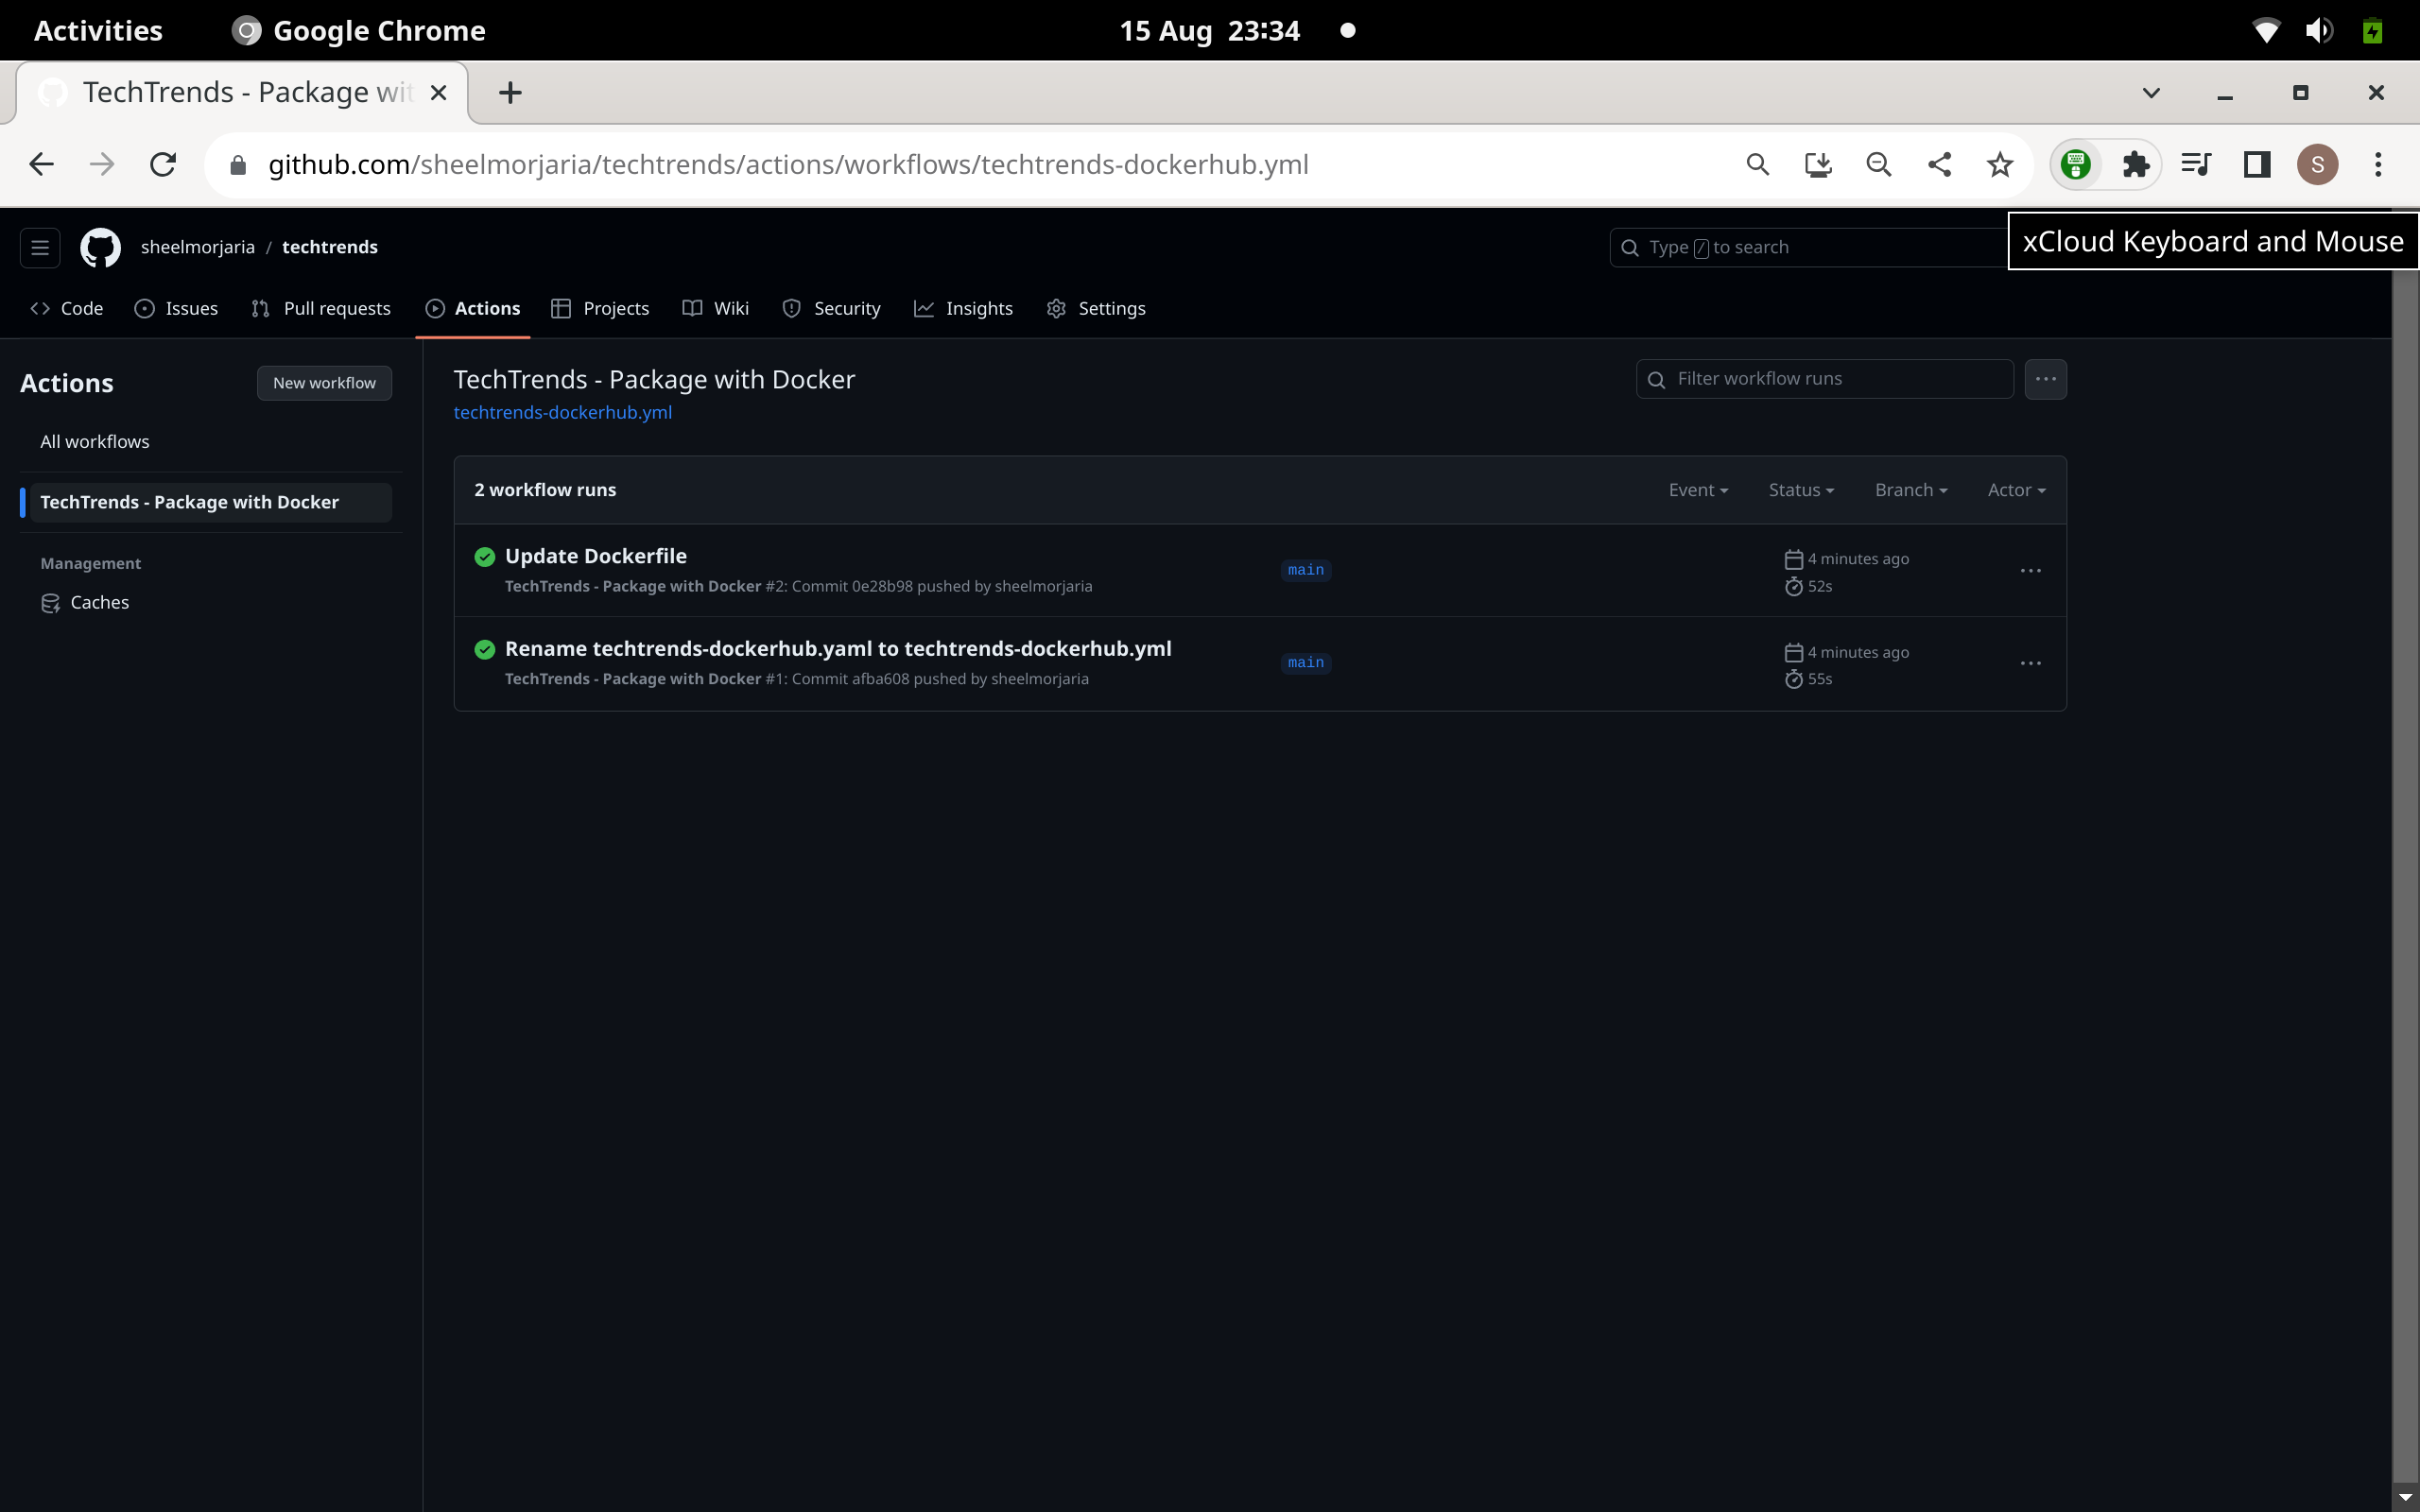 Activities
Google Chrome
15 Aug 23:34
TechTrends - Package wit
github.com/sheelmorjaria/techtrends/actions/workflows/techtrends-dockerhub.yml
S
xCloud Keyboard and Mouse
sheelmorjaria / techtrends
Type / to search
Code
Issues
Pull requests
Actions
Projects
Wiki
Security
Insights
Settings
Actions
New workflow
All workflows
TechTrends - Package with Docker
Management
Caches
TechTrends - Package with Docker
techtrends-dockerhub.yml
Filter workflow runs
2 workflow runs
Event
Status
Branch
Actor
Update Dockerfile
TechTrends - Package with Docker #2: Commit 0e28b98 pushed by sheelmorjaria
main
4 minutes ago
52s
Rename techtrends-dockerhub.yaml to techtrends-dockerhub.yml
TechTrends - Package with Docker #1: Commit afba608 pushed by sheelmorjaria
main
4 minutes ago
55s